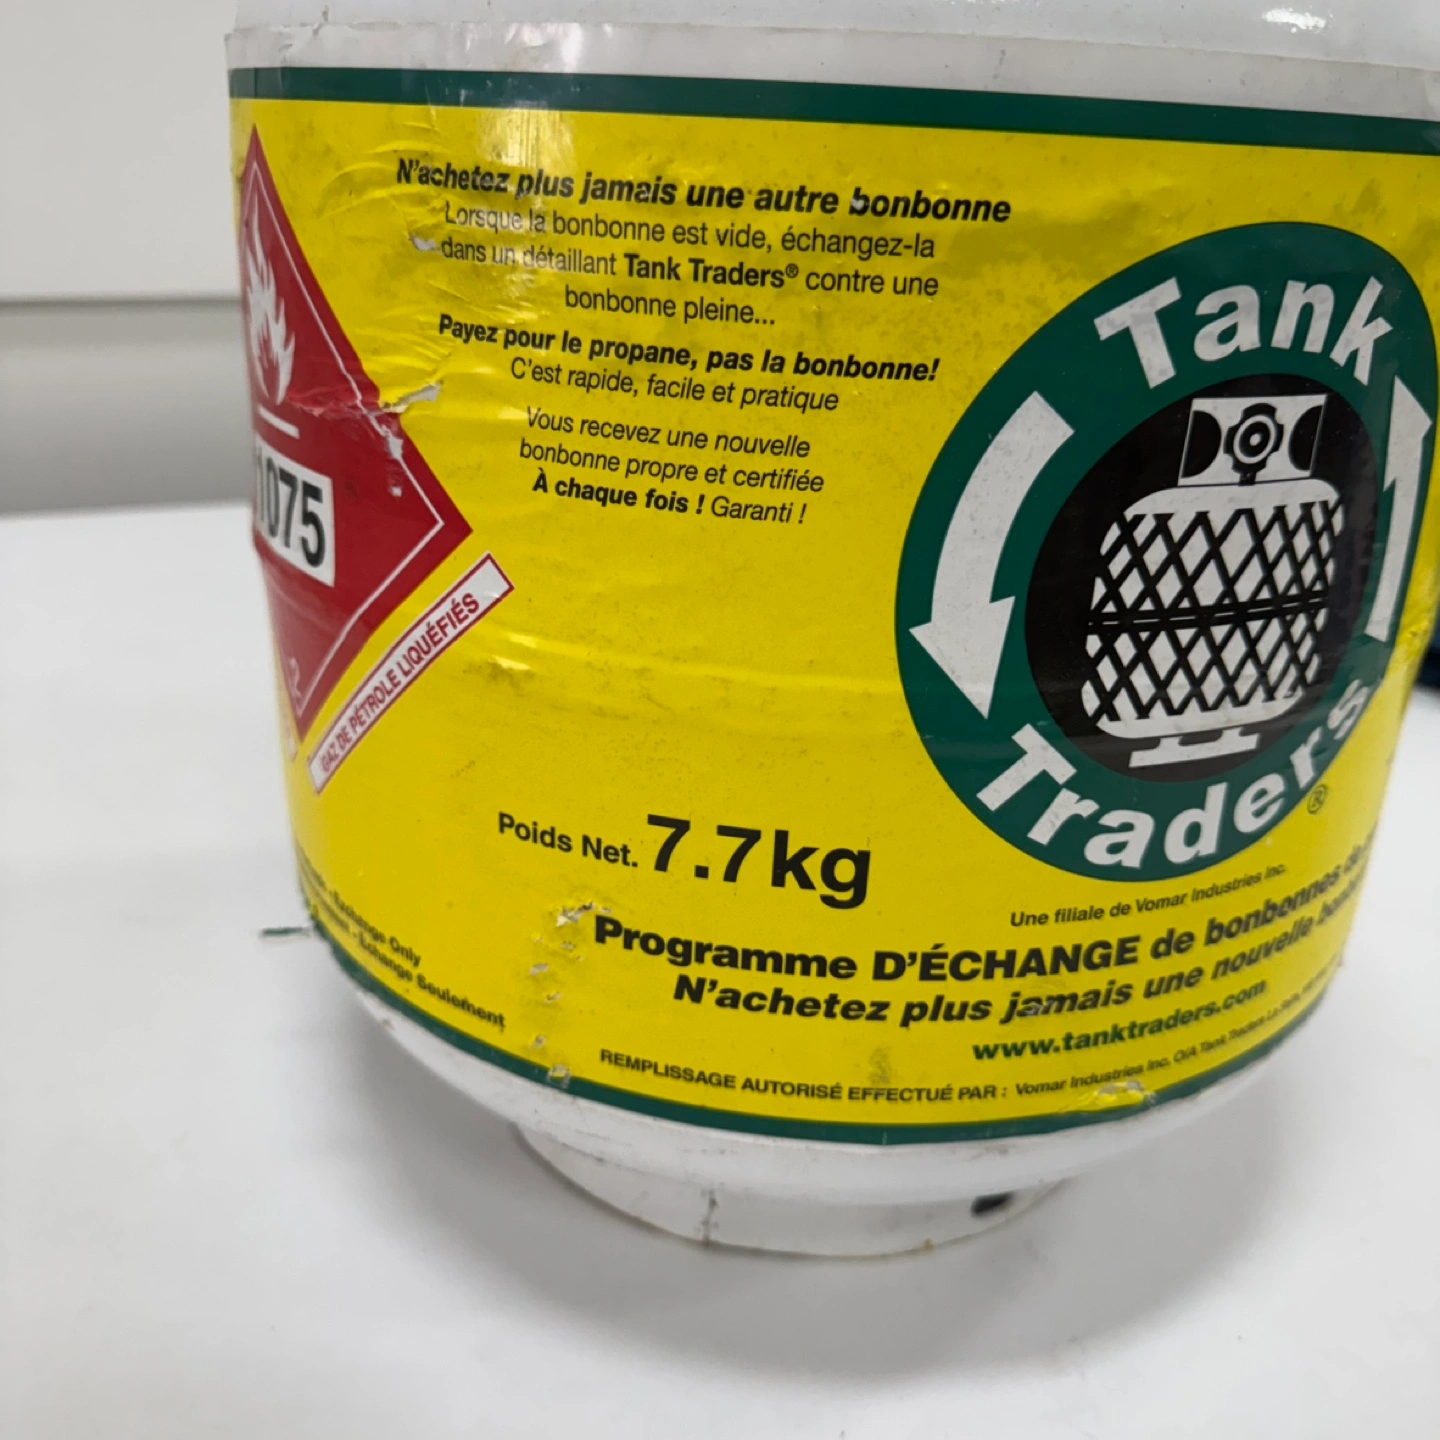 N'achetez plus jamais une autre bonbonne
Lorsque la bonbonne est vide, échangez-la
dans un détaillant Tank Traders® contre une
bonbonne pleine...
Payez pour le propane, pas la bonbonne!
C'est rapide, facile et pratique
Vous recevez une nouvelle
bonbonne propre et certifiée
À chaque fois ! Garanti !
1075
2
GAZ DE PÉTROLE LIQUÉFIÉS
Tank
Traders®
Poids Net. 7.7kg
Une filiale de Vomar Industries Inc.
Programme D'ÉCHANGE de bonbonnes de
N'achetez plus jamais une nouvelle
www.tanktraders.com
REMPLISSAGE AUTORISÉ EFFECTUÉ PAR : Vomar Industries Inc. O/A Tank Traders
- Exchange Only
- Échange Seulement